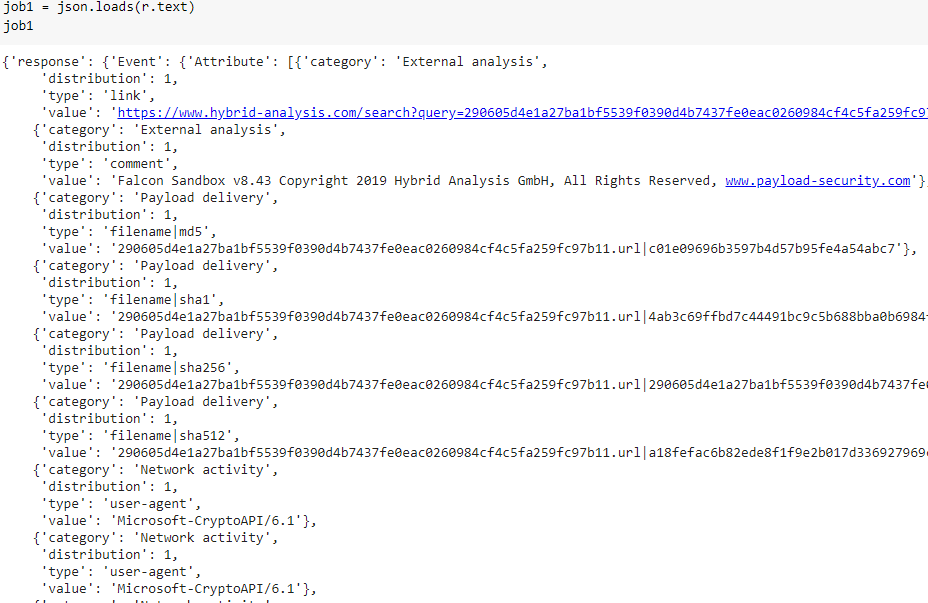 job1 = json.loads(r.text)
job1
{'response': {'Event': {'Attribute': [{'category': 'External analysis',
'distribution': 1,
'type': 'link',
'value': 'https://www.hybrid-analysis.com/search?query=290605d4e1a27ba1bf5539f0390d4b7437fe0eac0260984cf4c5fa259fc97
{'category': 'External analysis',
'distribution': 1,
'type': 'comment',
'value': 'Falcon Sandbox v8.43 Copyright 2019 Hybrid Analysis GmbH, All Rights Reserved, www.payload-security.com'},
{'category': 'Payload delivery',
'distribution': 1,
'type': 'filename|md5',
'value': '290605d4e1a27ba1bf5539f0390d4b7437fe0eac0260984cf4c5fa259fc97b11.url|c01e09696b3597b4d57b95fe4a54abc7'},
{'category': 'Payload delivery',
'distribution': 1,
'type': 'filename|sha1',
'value': '290605d4e1a27ba1bf5539f0390d4b7437fe0eac0260984cf4c5fa259fc97b11.url|4ab3c69ffbd7c44491bc9c5b688bba0b6984
{'category': 'Payload delivery',
'distribution': 1,
'type': 'filename|sha256',
'value': '290605d4e1a27ba1bf5539f0390d4b7437fe0eac0260984cf4c5fa259fc97b11.url|290605d4e1a27ba1bf5539f0390d4b7437fe
{'category': 'Payload delivery',
'distribution': 1,
'type': 'filename|sha512',
'value': '290605d4e1a27ba1bf5539f0390d4b7437fe0eac0260984cf4c5fa259fc97b11.url|a18fefac6b82ede8f1f9e2b017d336927969
{'category': 'Network activity',
'distribution': 1,
'type': 'user-agent',
'value': 'Microsoft-CryptoAPI/6.1'},
{'category': 'Network activity',
'distribution': 1,
'type': 'user-agent',
'value': 'Microsoft-CryptoAPI/6.1'},